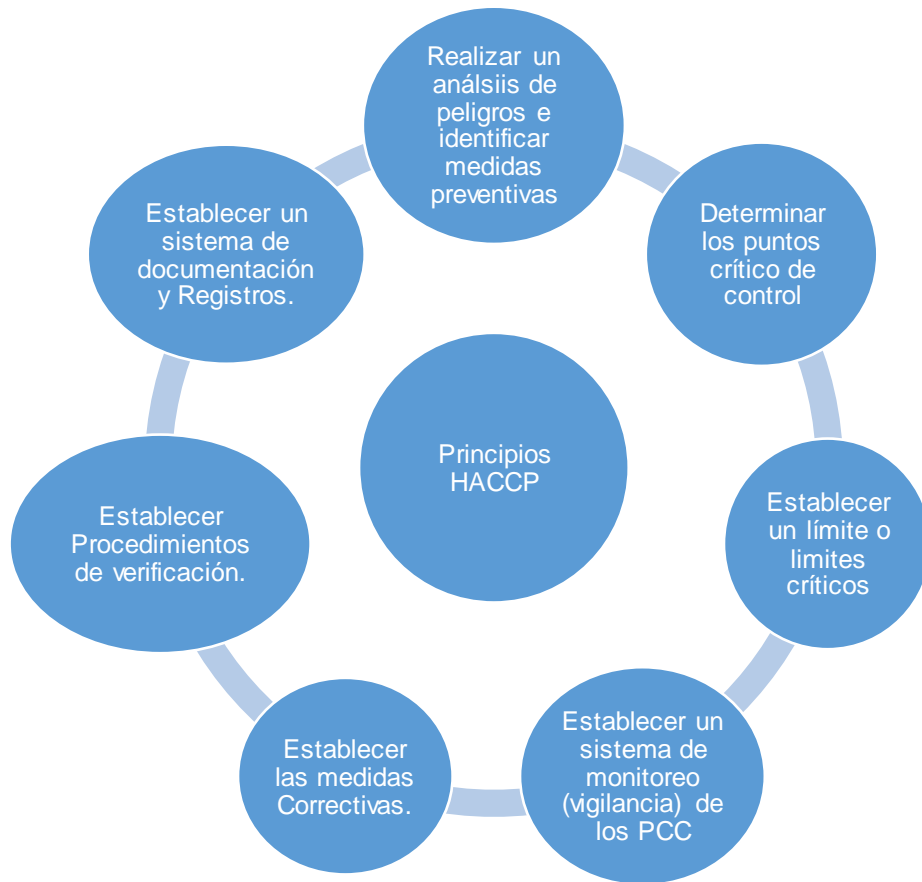 Realizar un
análsiis de
peligros e
identificar
medidas
preventivas
Determinar
los puntos
crítico de
control
Establecer
un límite o
limites
críticos
Establecer un
sistema de
monitoreo
(vigilancia) de
los PCC
Establecer
las medidas
Correctivas.
Establecer
Procedimientos
de verificación.
Establecer un
sistema de
documentación
y Registros.
Principios
HACCP